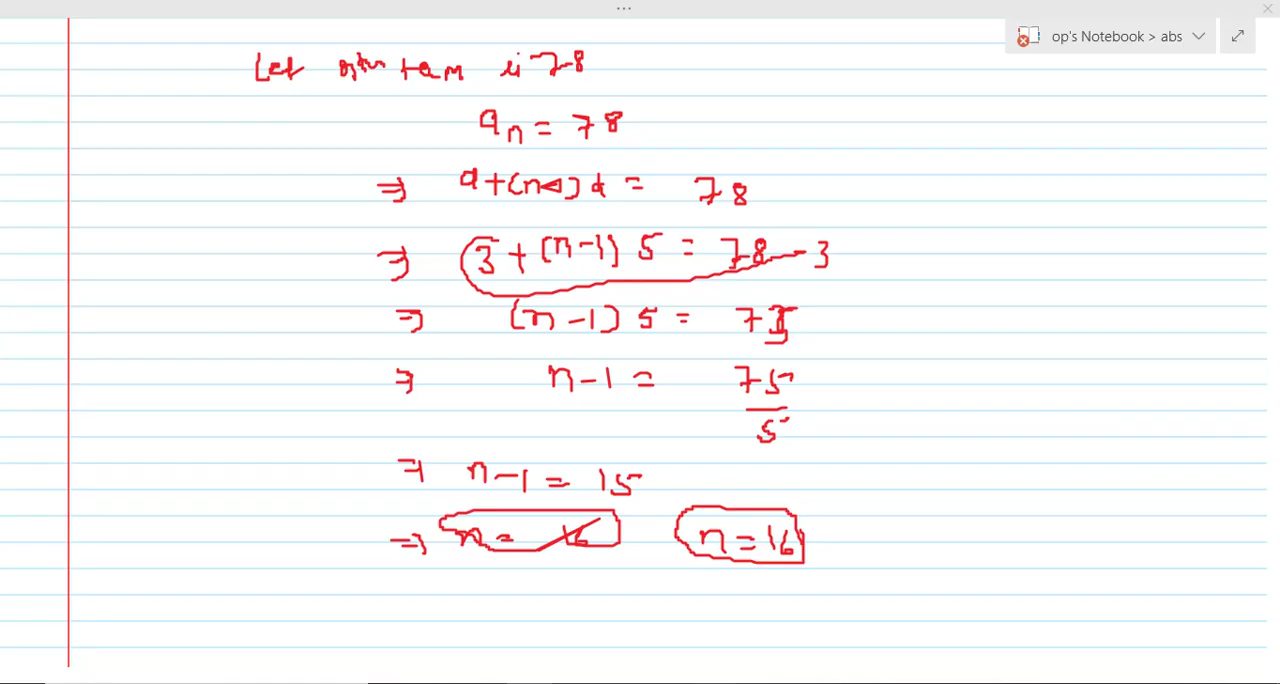 ...
op's Notebook > abs
Let term is 78
an = 78
⇒ a+(n-1)d = 78
⇒ 3+(n-1) 5 = 78 - 3
⇒ (n-1) 5 = 75
⇒ n-1 = 75/5
⇒ n-1 = 15
⇒ n = 16 n = 16